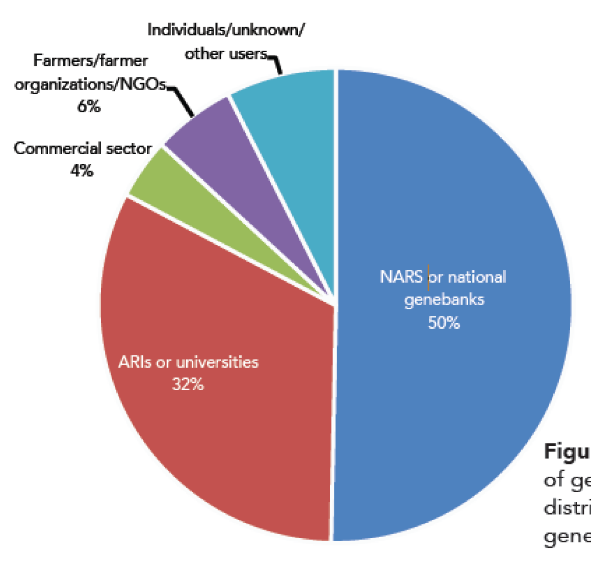 Individuals/unknown/
other users
Farmers/farmer
organizations/NGOs
6%
Commercial sector
4%
NARS or national
genebanks
50%
ARIs or universities
32%
Figu
of ge
distri
gene